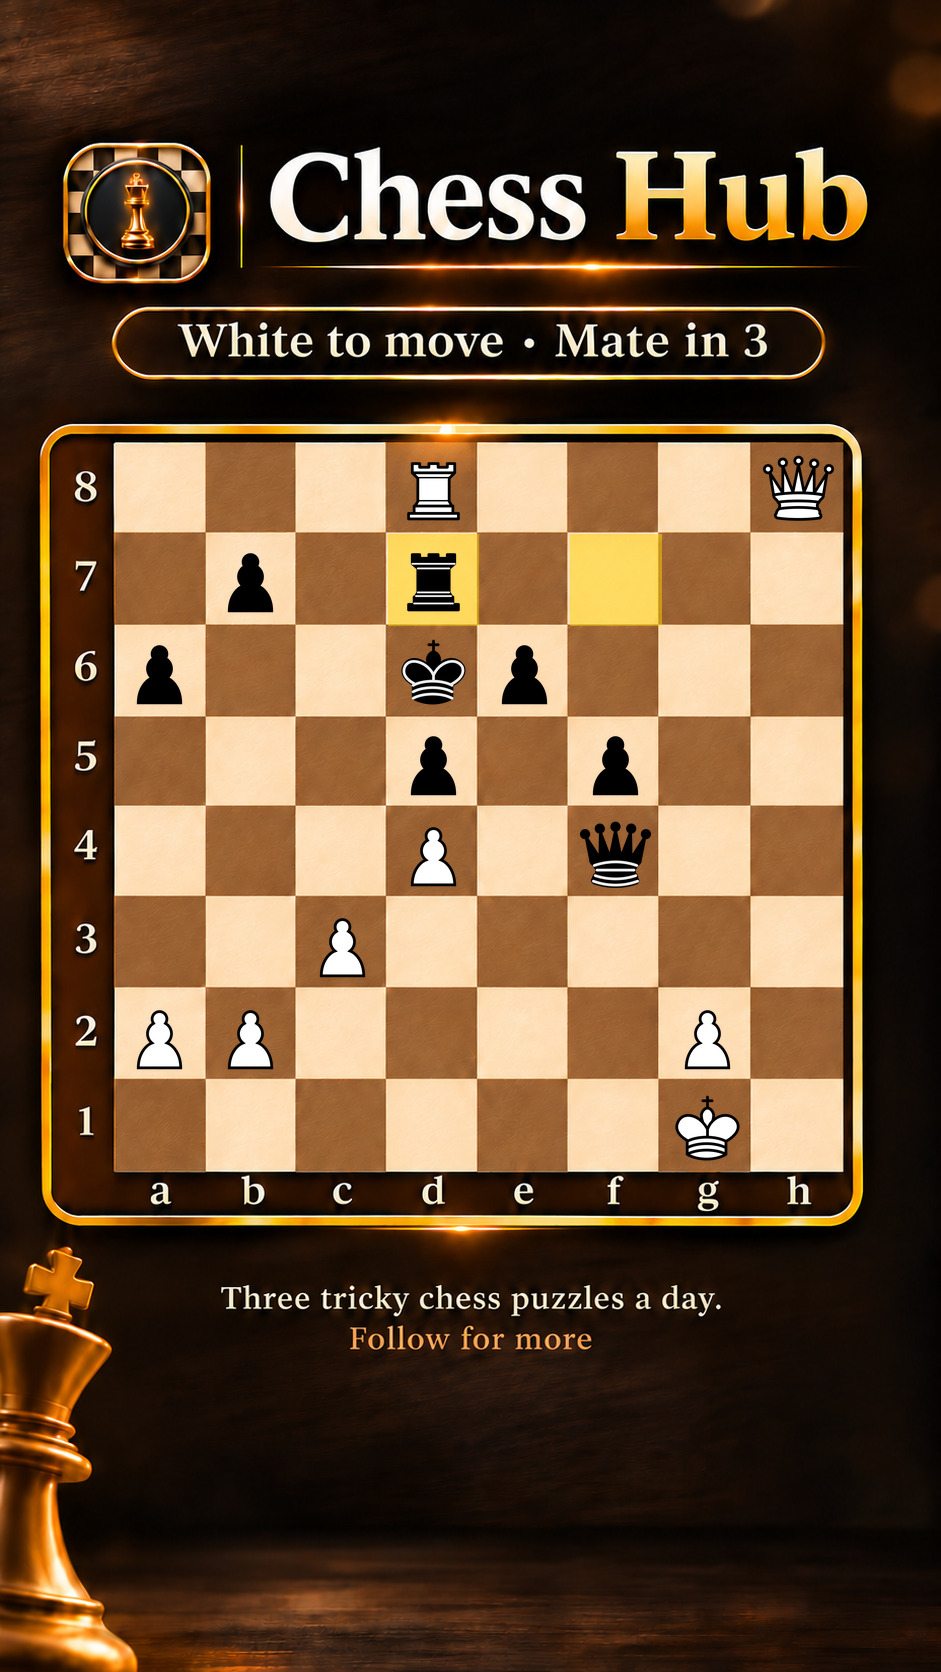 Chess Hub
White to move • Mate in 3
8
7
6
5
4
3
2
1
a b c d e f g h
Three tricky chess puzzles a day.
Follow for more